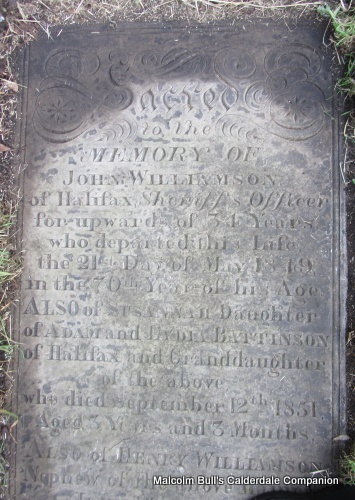 Sacred
to the
MEMORY OF
JOHN WILLIAMSON
of Halifax, Sheriff's Officer
for upwards of 34 Years
who departed this Life
the 21st Day of May 1849
in the 70th Year of his Age
ALSO of SUSANNAH Daughter
of ADAM and BATTINSON
of Halifax and Granddaughter
of the above
who died September 12th 1851
Aged 3 Years and 3 Months
Also of HENRY WILLIAMSON
Nephew of
Malcolm Bull's Calderdale Companion